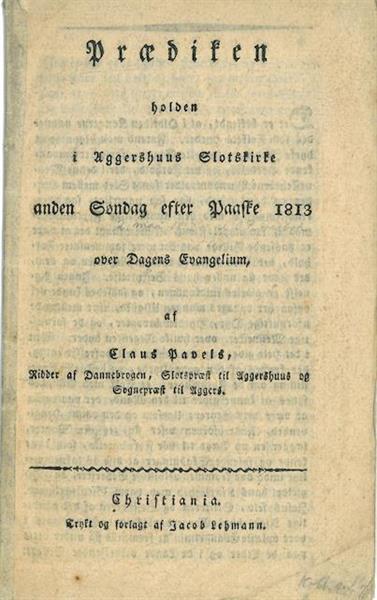 Prædiken
holden
i Aggershuus Slotskirke
anden Søndag efter Paaske 1813
over Dagens Evangelium,
af
Claus Pavels,
Ridder af Dannebrogen, Slotspræst til Aggershuus og
Sognepræst til Aggers.
Christiania.
Trykt og forlagt af Jacob Lehmann.